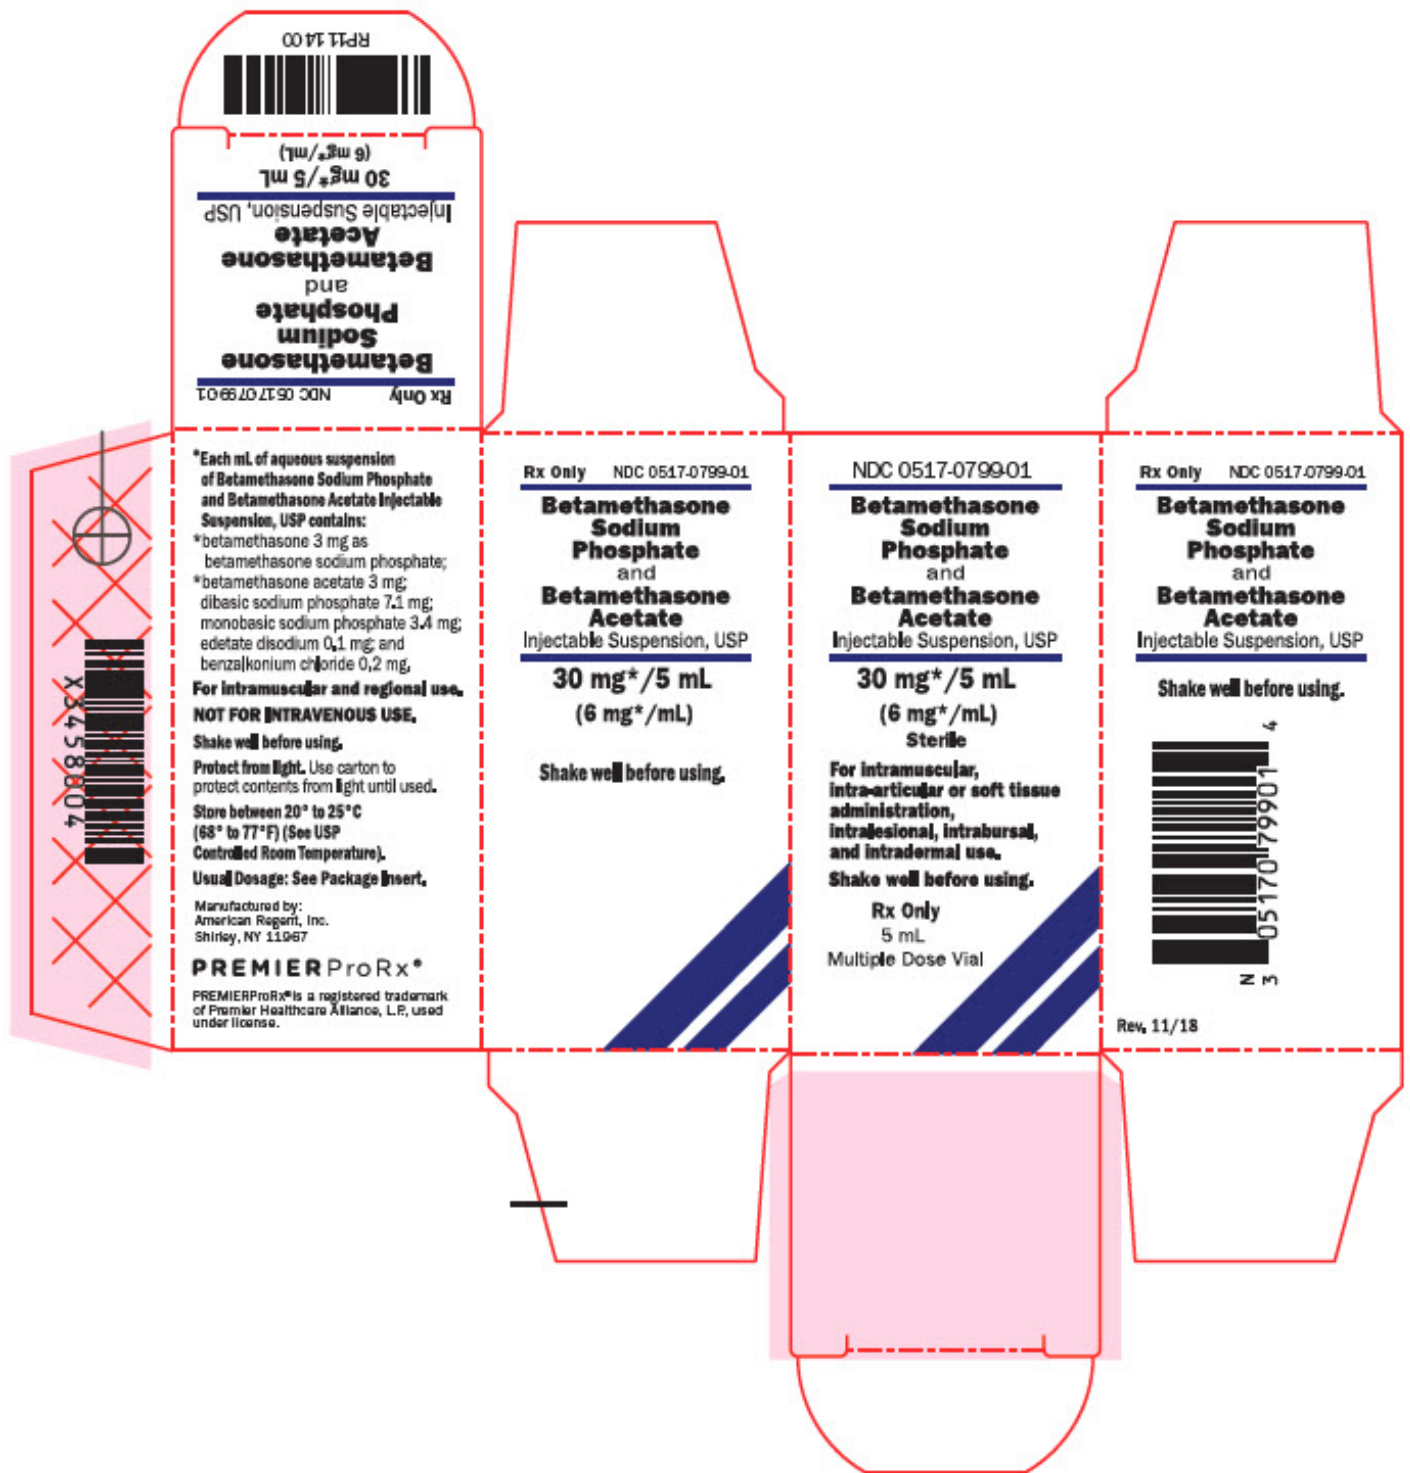 RP11 14 00
Rx Only NDC 0517-0799-01
Betamethasone
Sodium
Phosphate
and
Betamethasone
Acetate
Injectable Suspension, USP
30 mg*/5 mL
(6 mg*/mL)
X3458004
*Each mL of aqueous suspension
of Betamethasone Sodium Phosphate
and Betamethasone Acetate Injectable
Suspension, USP contains:
*betamethasone 3 mg as
betamethasone sodium phosphate;
*betamethasone acetate 3 mg;
dibasic sodium phosphate 7.1 mg;
monobasic sodium phosphate 3.4 mg;
edetate disodium 0.1 mg; and
benzalkonium chloride 0.2 mg.
For intramuscular and regional use.
NOT FOR INTRAVENOUS USE.
Shake well before using.
Protect from light. Use carton to
protect contents from light until used.
Store between 20° to 25°C
(68° to 77°F) (See USP
Controlled Room Temperature).
Usual Dosage: See Package Insert.
Manufactured by:
American Regent, Inc.
Shirley, NY 11967
PREMIERProRx®
PREMIERProRx® is a registered trademark
of Premier Healthcare Alliance, L.P., used
under license.
Rx Only NDC 0517-0799-01
Betamethasone
Sodium
Phosphate
and
Betamethasone
Acetate
Injectable Suspension, USP
30 mg*/5 mL
(6 mg*/mL)
Shake well before using.
NDC 0517-0799-01
Betamethasone
Sodium
Phosphate
and
Betamethasone
Acetate
Injectable Suspension, USP
30 mg*/5 mL
(6 mg*/mL)
Sterile
For intramuscular,
intra-articular or soft tissue
administration,
intralesional, intrabursal,
and intradermal use.
Shake well before using.
Rx Only
5 mL
Multiple Dose Vial
Rx Only NDC 0517-0799-01
Betamethasone
Sodium
Phosphate
and
Betamethasone
Acetate
Injectable Suspension, USP
Shake well before using.
N
3 05170 79901 4
Rev. 11/18